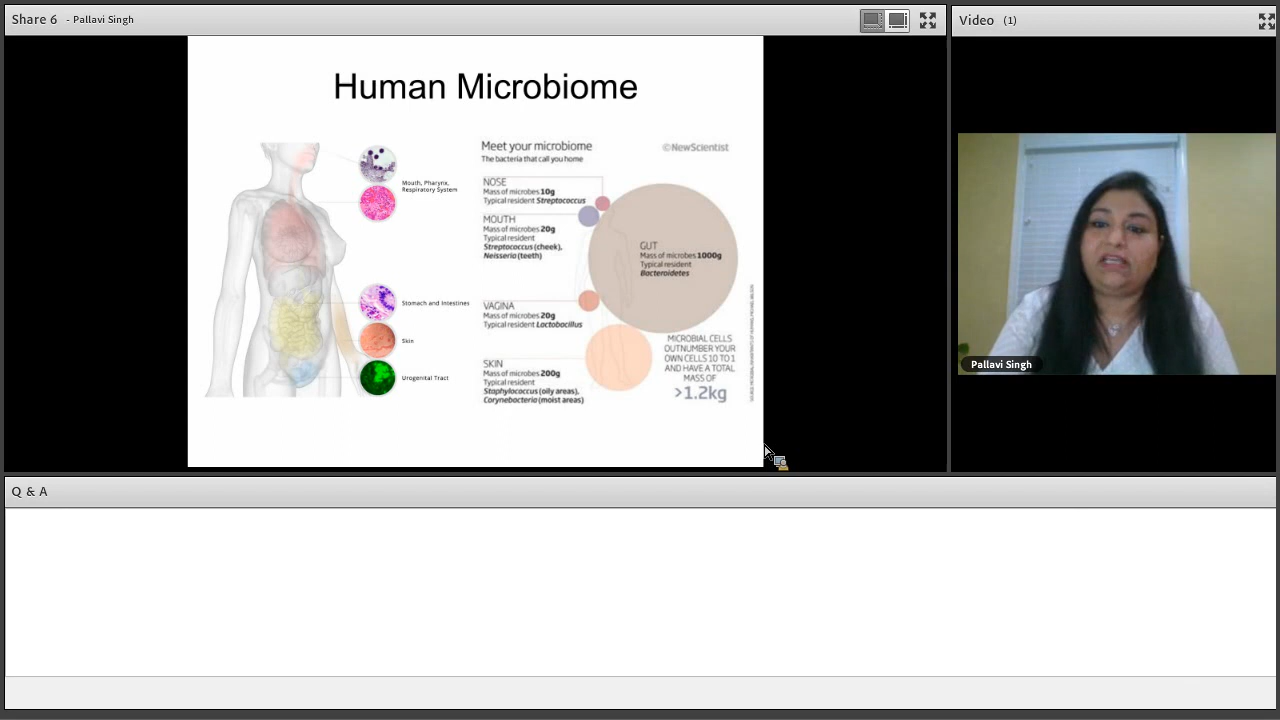 Share 6 - Pallavi Singh
Video (1)
Human Microbiome
Mouth, Pharynx,
Respiratory System
Stomach and Intestines
Skin
Urogenital Tract
Meet your microbiome
The bacteria that call you home
©NewScientist
NOSE
Mass of microbes 10g
Typical resident Streptococcus
MOUTH
Mass of microbes 20g
Typical resident
Streptococcus (cheek),
Neisseria (teeth)
GUT
Mass of microbes 1000g
Typical resident
Bacteroidetes
VAGINA
Mass of microbes 20g
Typical resident Lactobacillus
SKIN
Mass of microbes 200g
Typical resident
Staphylococcus (oily areas),
Corynebacteria (moist areas)
MICROBIAL CELLS
OUTNUMBER YOUR
OWN CELLS 10 TO 1
AND HAVE A TOTAL
MASS OF
>1.2kg
Pallavi Singh
Q & A